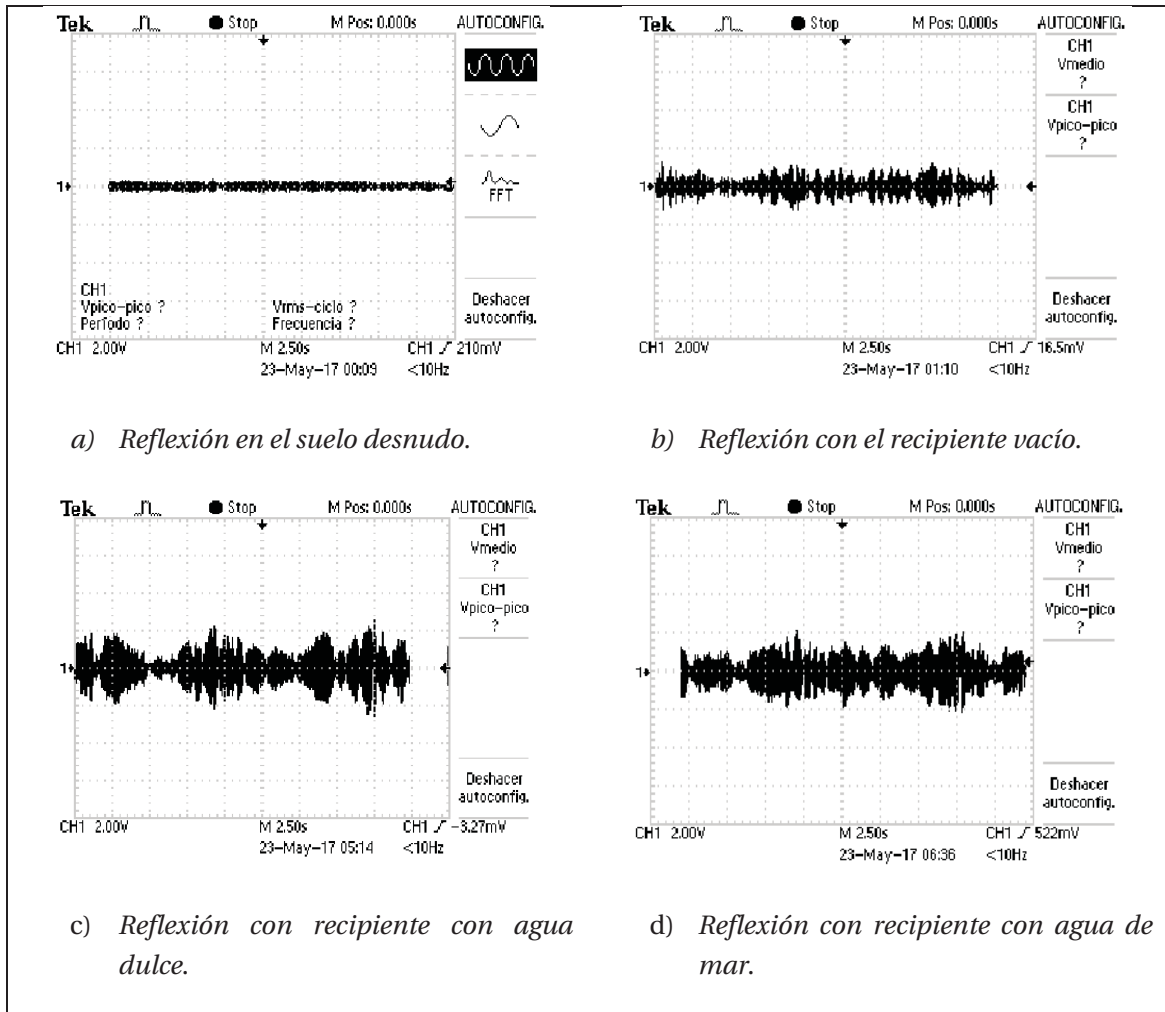 Tek
Stop
M Pos: 0.000s
AUTOCONFIG.
1
FFT
CH1
Vpico-pico ?
Vrms-ciclo ?
Período ?
Frecuencia ?
Deshacer
autoconfig.
CH1 2.00V
M 2.50s
CH1 210mV
23-May-17 00:09
<10Hz
a) Reflexión en el suelo desnudo.
Tek
Stop
M Pos: 0.000s
AUTOCONFIG.
CH1
Vmedio
?
CH1
Vpico-pico
?
1
Deshacer
autoconfig.
CH1 2.00V
M 2.50s
CH1 16.5mV
23-May-17 01:10
<10Hz
b) Reflexión con el recipiente vacío.
Tek
Stop
M Pos: 0.000s
AUTOCONFIG.
CH1
Vmedio
?
CH1
Vpico-pico
?
1
Deshacer
autoconfig.
CH1 2.00V
M 2.50s
CH1 -3.27mV
23-May-17 05:14
<10Hz
c) Reflexión con recipiente con agua
dulce.
Tek
Stop
M Pos: 0.000s
AUTOCONFIG.
CH1
Vmedio
?
CH1
Vpico-pico
?
1
Deshacer
autoconfig.
CH1 2.00V
M 2.50s
CH1 522mV
23-May-17 06:36
<10Hz
d) Reflexión con recipiente con agua de
mar.